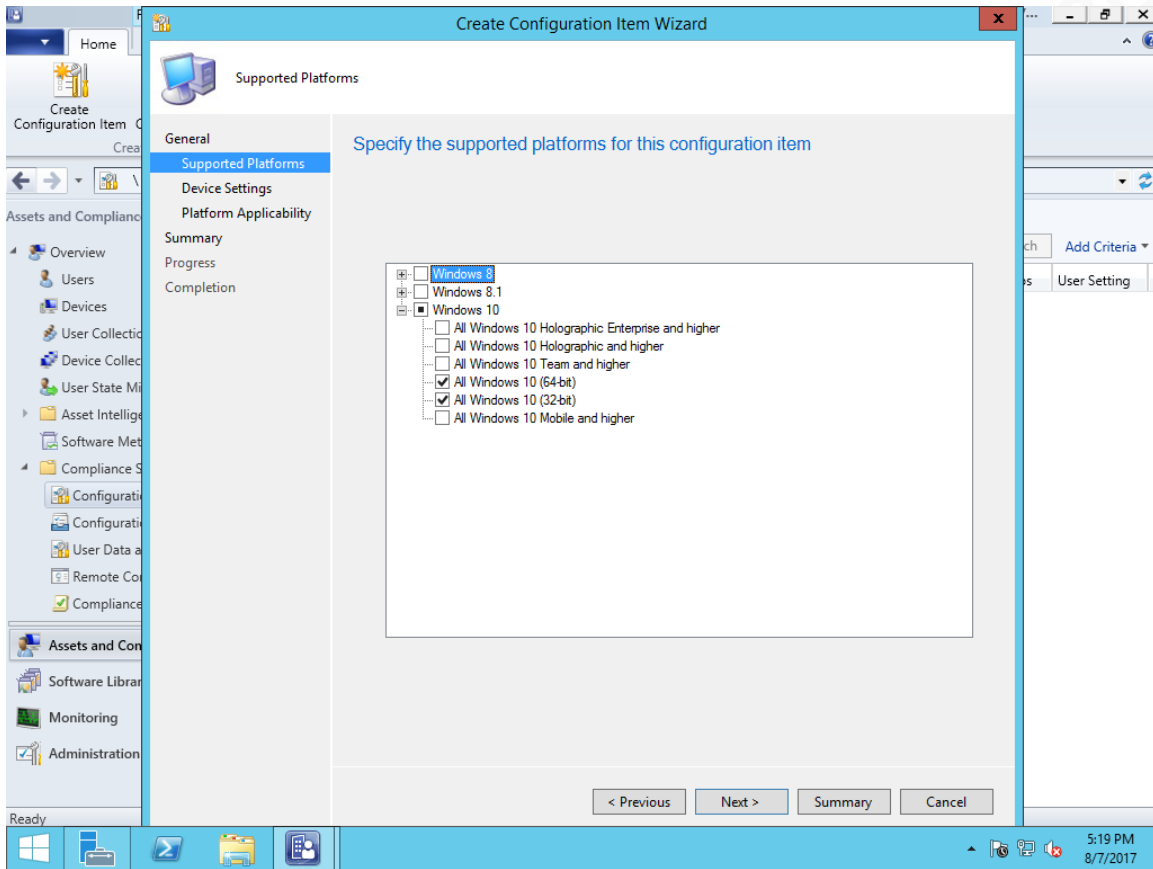 Create Configuration Item Wizard
Home
Create
Configuration Item
Crea
Supported Platforms
General
Supported Platforms
Device Settings
Platform Applicability
Summary
Progress
Completion
Specify the supported platforms for this configuration item
Windows 8
Windows 8.1
Windows 10
All Windows 10 Holographic Enterprise and higher
All Windows 10 Holographic and higher
All Windows 10 Team and higher
All Windows 10 (64-bit)
All Windows 10 (32-bit)
All Windows 10 Mobile and higher
< Previous
Next >
Summary
Cancel
Assets and Complianc
Overview
Users
Devices
User Collectio
Device Collec
User State Mi
Asset Intellige
Software Met
Compliance S
Configurati
Configurati
User Data a
Remote Co
Compliance
Assets and Con
Software Librar
Monitoring
Administration
Ready
ch
Add Criteria
User Setting
5:19 PM
8/7/2017